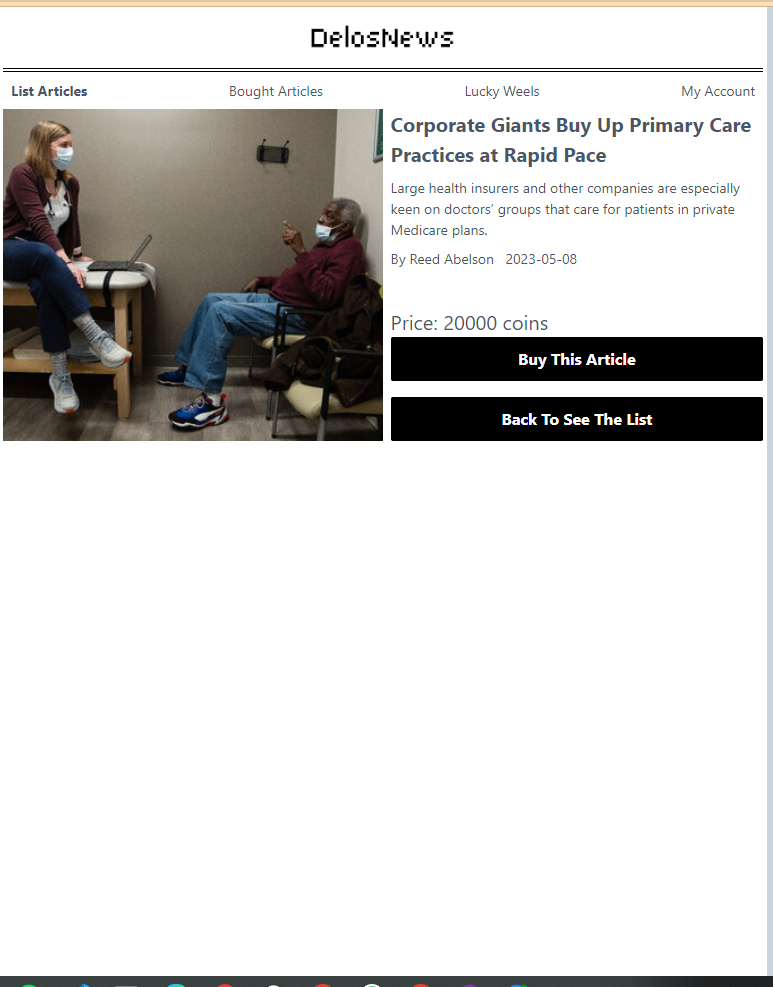 DelosNews
List Articles Bought Articles Lucky Weels My Account
Corporate Giants Buy Up Primary Care
Practices at Rapid Pace
Large health insurers and other companies are especially
keen on doctors’ groups that care for patients in private
Medicare plans.
By Reed Abelson 2023-05-08
Price: 20000 coins
Buy This Article
Back To See The List